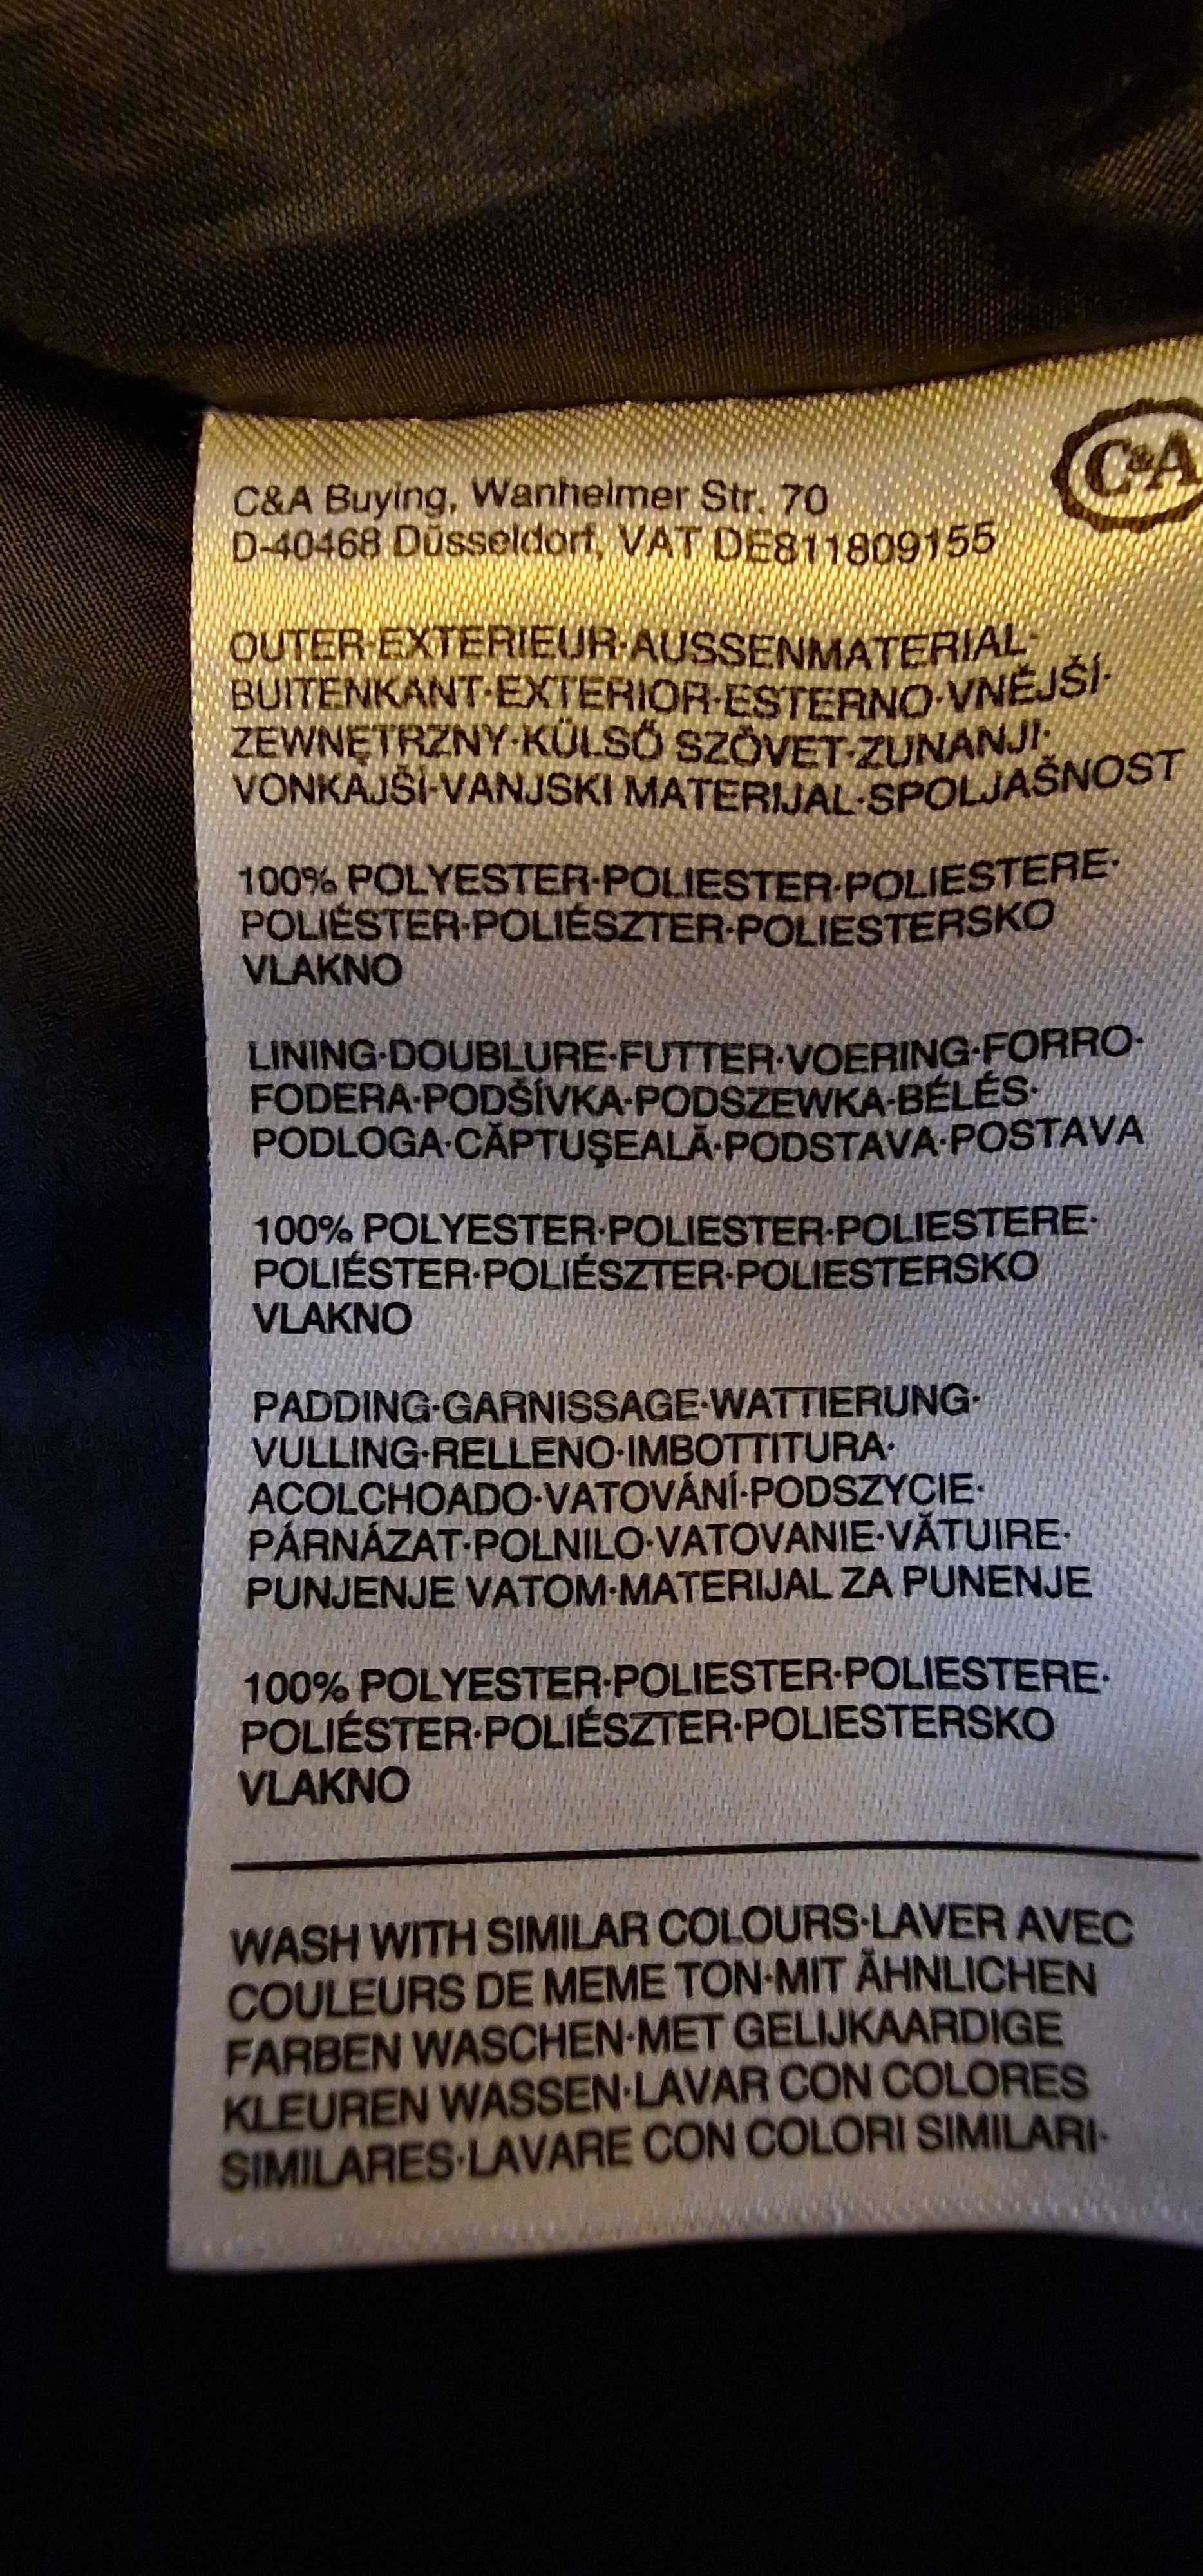 C&A
C&A Buying, Wanheimer Str. 70
D-40468 Düsseldorf, VAT DE811809155
OUTER·EXTERIEUR·AUSSENMATERIAL·
BUITENKANT·EXTERIOR·ESTERNO·VNĚJŠÍ·
ZEWNĘTRZNY·KÜLSŐ SZÖVET·ZUNANJI·
VONKAJŠÍ·VANJSKI MATERIJAL·SPOLJAŠNOST
100% POLYESTER·POLIESTER·POLIESTERE·
POLIÉSTER·POLIÉSZTER·POLIESTERSKO
VLAKNO
LINING·DOUBLURE·FUTTER·VOERING·FORRO·
FODERA·PODŠÍVKA·PODSZEWKA·BÉLÉS·
PODLOGA·CĂPTUŞEALĂ·PODSTAVA·POSTAVA
100% POLYESTER·POLIESTER·POLIESTERE·
POLIÉSTER·POLIÉSZTER·POLIESTERSKO
VLAKNO
PADDING·GARNISSAGE·WATTIERUNG·
VULLING·RELLENO·IMBOTTITURA·
ACOLCHOADO·VATOVÁNÍ·PODSZYCIE·
PÁRNÁZAT·POLNILO·VATOVANIE·VĂTUIRE·
PUNJENJE VATOM·MATERIJAL ZA PUNENJE
100% POLYESTER·POLIESTER·POLIESTERE·
POLIÉSTER·POLIÉSZTER·POLIESTERSKO
VLAKNO
WASH WITH SIMILAR COLOURS·LAVER AVEC
COULEURS DE MEME TON·MIT ÄHNLICHEN
FARBEN WASCHEN·MET GELIJKAARDIGE
KLEUREN WASSEN·LAVAR CON COLORES
SIMILARES·LAVARE CON COLORI SIMILARI·